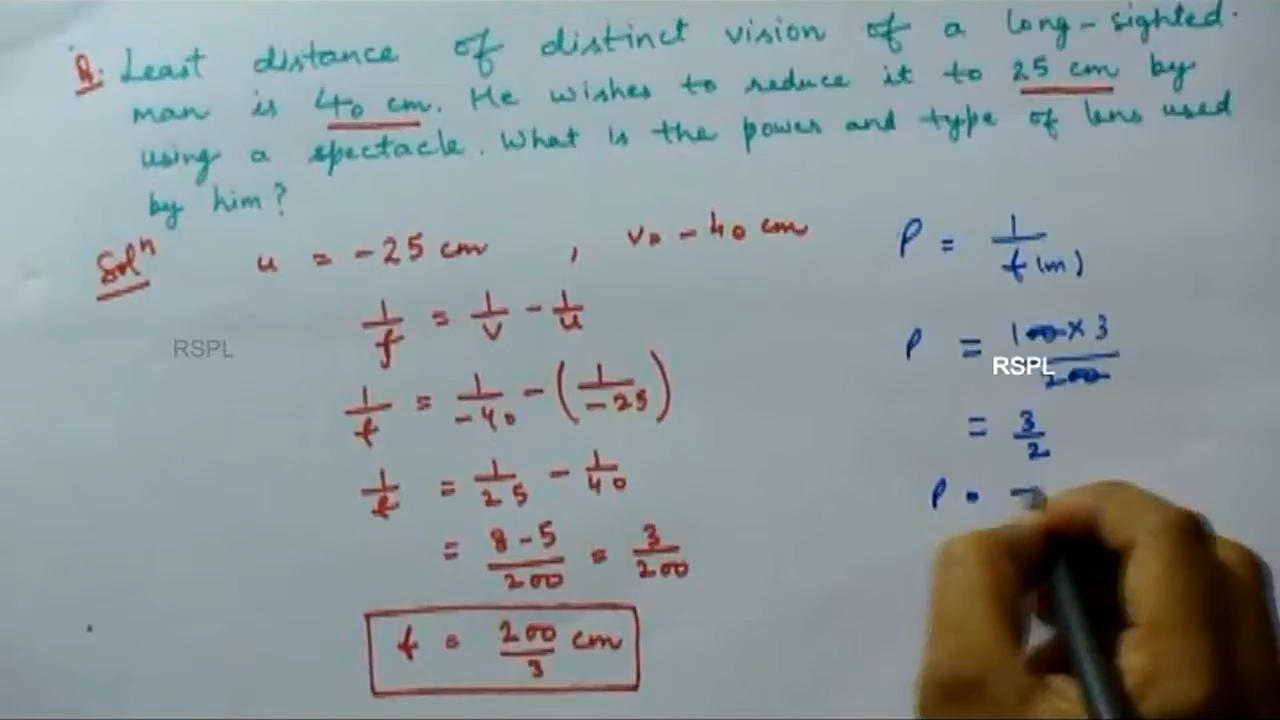 Q. Least distance of distinct vision of a long-sighted.
man is 40 cm. He wishes to reduce it to 25 cm by
using a spectacle. What is the power and type of lens used
by him?
Solⁿ u = -25 cm , v = -40 cm
1/f = 1/v - 1/u
1/f = 1/-40 - (1/-25)
1/f = 1/25 - 1/40
= 8-5/200 = 3/200
f = 200/3 cm
P = 1/f(m)
P = 100×3/200
= 3/2
P =
RSPL
RSPL